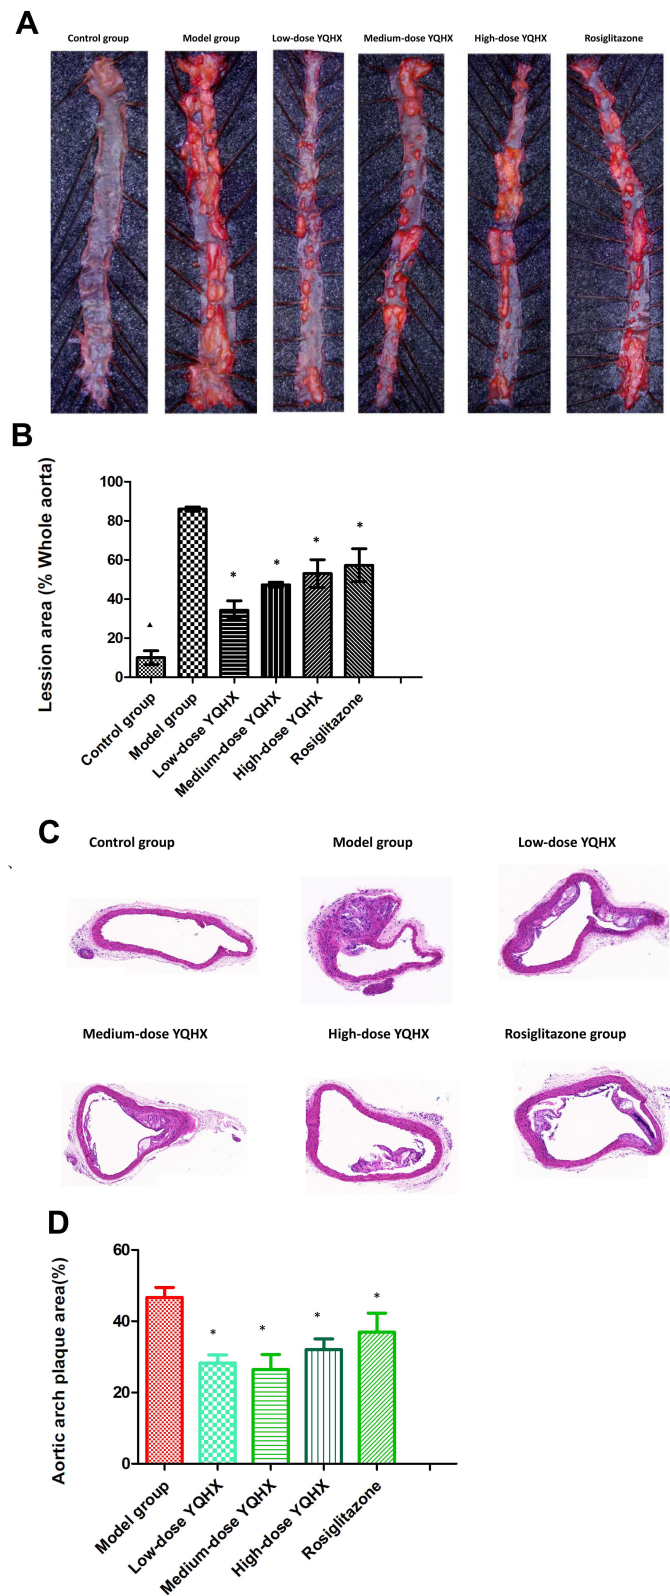 A
Control group
Model group
Low-dose YQHX
Medium-dose YQHX
High-dose YQHX
Rosiglitazone
B
Lession area (% Whole aorta)
100
80
60
40
20
0
▲
*
*
*
*
Control group
Model group
Low-dose YQHX
Medium-dose YQHX
High-dose YQHX
Rosiglitazone
C
Control group
Model group
Low-dose YQHX
、
Medium-dose YQHX
High-dose YQHX
Rosiglitazone group
D
Aortic arch plaque area(%)
60
40
20
0
*
*
*
*
Model group
Low-dose YQHX
Medium-dose YQHX
High-dose YQHX
Rosiglitazone